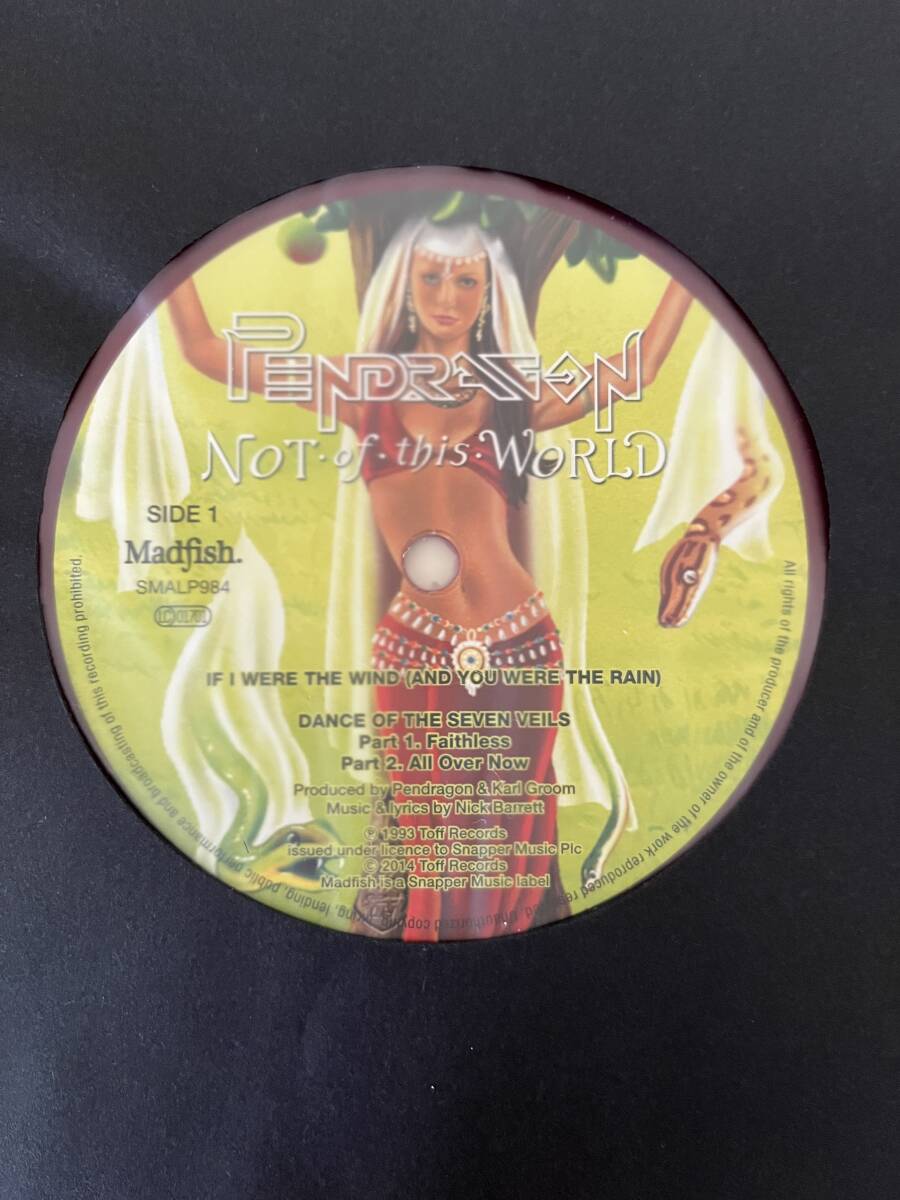 PENDRAGON
NOT·of·this·WORLD
SIDE 1
Madfish.
SMALP984
LC 01701
IF I WERE THE WIND (AND YOU WERE THE RAIN)
DANCE OF THE SEVEN VEILS
Part 1. Faithless
Part 2. All Over Now
Produced by Pendragon & Karl Groom
Music & lyrics by Nick Barrett
℗ 1993 Toff Records
issued under licence to Snapper Music Plc
© 2014 Toff Records
Madfish is a Snapper Music label
All rights of the producer and of the owner of the work reproduced reserved. Unauthorized copying, hiring, lending, public performance and broadcasting of this recording prohibited.